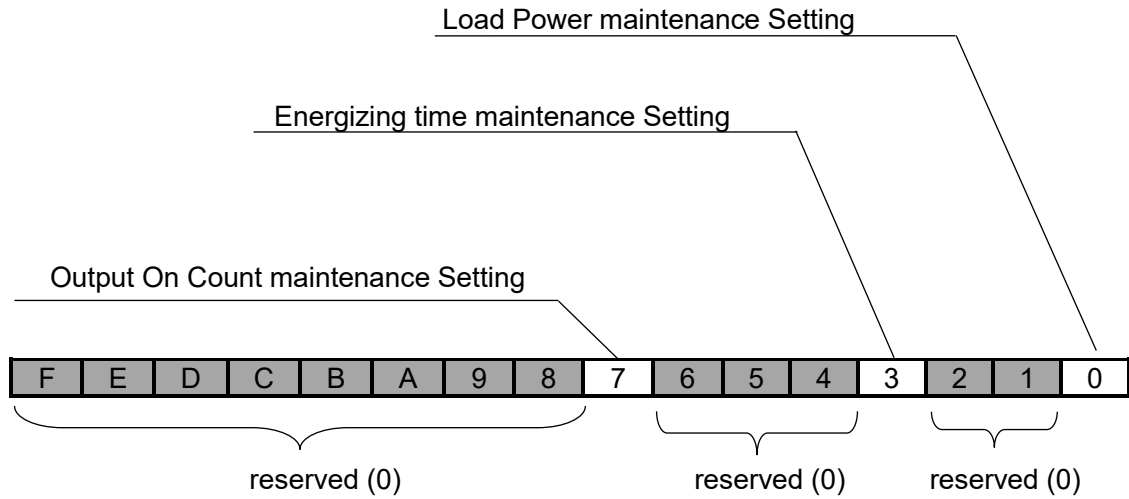 Load Power maintenance Setting
Energizing time maintenance Setting
Output On Count maintenance Setting
F E D C B A 9 8 7 6 5 4 3 2 1 0
reserved (0) reserved (0) reserved (0)